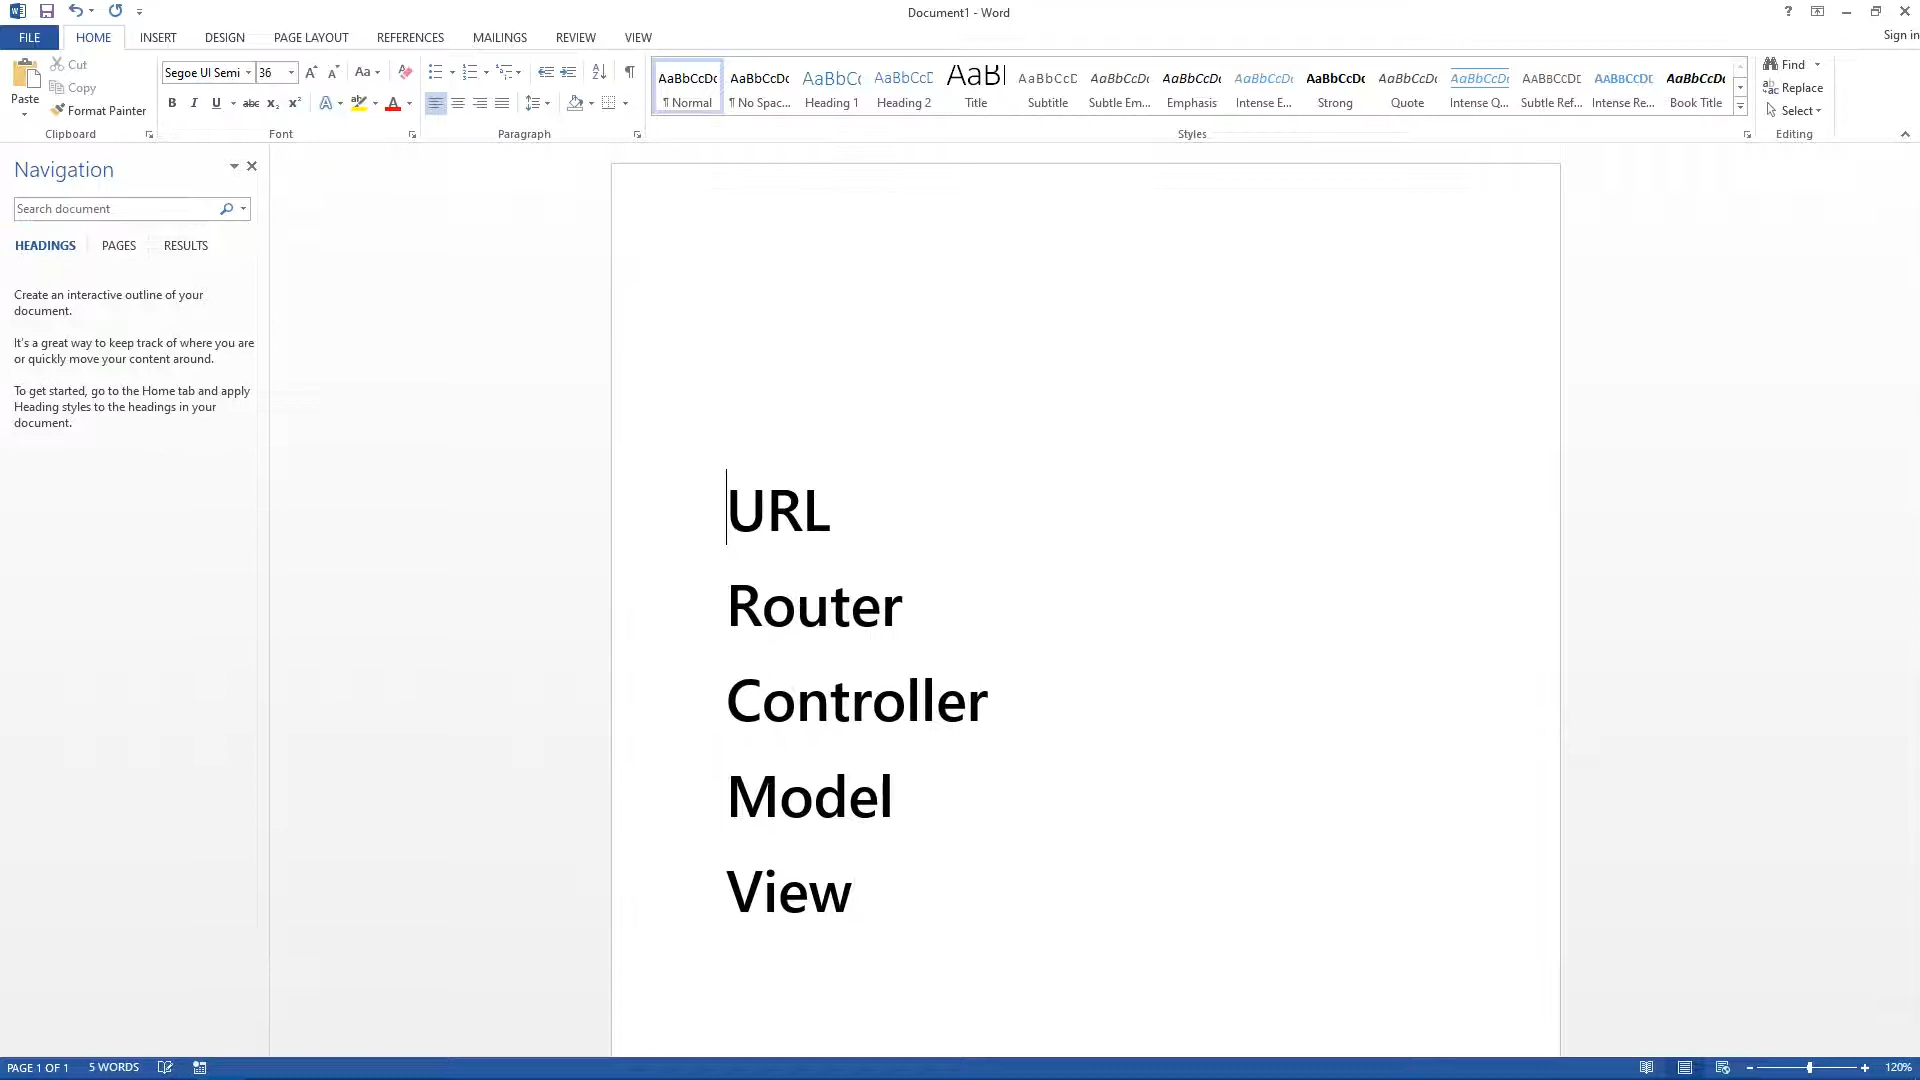 Document1 - Word
Sign in
FILE HOME INSERT DESIGN PAGE LAYOUT REFERENCES MAILINGS REVIEW VIEW
Paste
Cut
Copy
Format Painter
Clipboard
Segoe UI Semi 36
Font
Paragraph
AaBbCcDc AaBbCcDc AaBbCc AaBbCcD AaB AaBbCcD AaBbCcDc AaBbCcDc AaBbCcDc AaBbCcDc AaBbCcDc AaBbCcDc AABBCCDC AABBCCDC AaBbCcDc
¶ Normal ¶ No Spac... Heading 1 Heading 2 Title Subtitle Subtle Em... Emphasis Intense E... Strong Quote Intense Q... Subtle Ref... Intense Re... Book Title
Styles
Find
Replace
Select
Editing
Navigation
Search document
HEADINGS PAGES RESULTS
Create an interactive outline of your
document.
It's a great way to keep track of where you are
or quickly move your content around.
To get started, go to the Home tab and apply
Heading styles to the headings in your
document.
URL
Router
Controller
Model
View
PAGE 1 OF 1 5 WORDS 120%